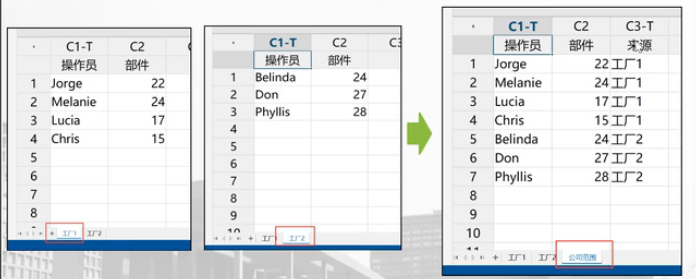 C1-T C2
操作员 部件
1 Jorge 22
2 Melanie 24
3 Lucia 17
4 Chris 15
5
6
7
8
工厂1 工厂2
C1-T C2 C3
操作员 部件
1 Belinda 24
2 Don 27
3 Phyllis 28
4
5
6
7
8
9
10
工厂1 工厂2
C1-T C2 C3-T
操作员 部件 来源
1 Jorge 22 工厂1
2 Melanie 24 工厂1
3 Lucia 17 工厂1
4 Chris 15 工厂1
5 Belinda 24 工厂2
6 Don 27 工厂2
7 Phyllis 28 工厂2
8
9
10
11
工厂1 工厂2 公司范围